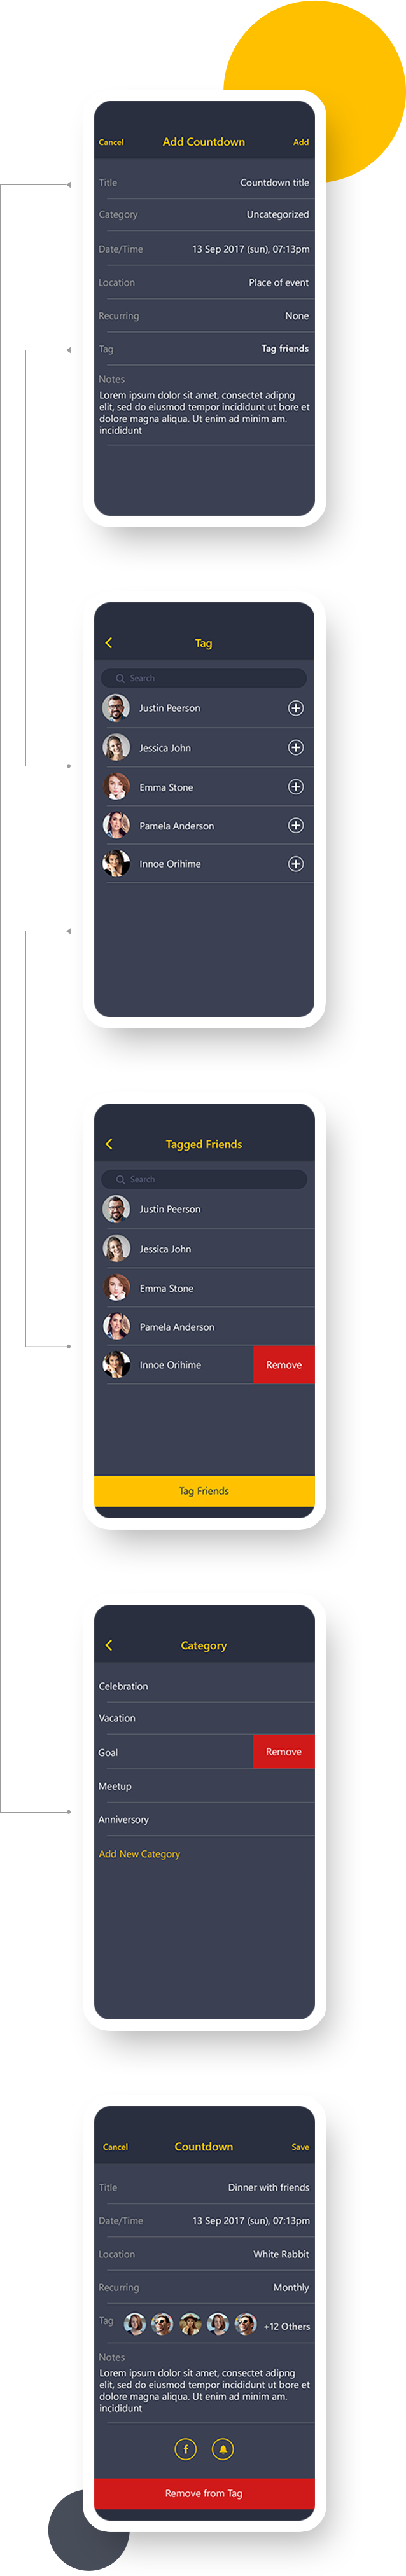 Cancel Add Countdown Add
Title Countdown title
Category Uncategorized
Date/Time 13 Sep 2017 (sun), 07:13pm
Location Place of event
Recurring None
Tag Tag friends
Notes
Lorem ipsum dolor sit amet, consectet adipng
elit, sed do eiusmod tempor incididunt ut bore et
dolore magna aliqua. Ut enim ad minim am.
incididunt
Tag
Search
Justin Peerson
Jessica John
Emma Stone
Pamela Anderson
Innoe Orihime
Tagged Friends
Search
Justin Peerson
Jessica John
Emma Stone
Pamela Anderson
Innoe Orihime Remove
Tag Friends
Category
Celebration
Vacation
Goal Remove
Meetup
Anniversory
Add New Category
Cancel Countdown Save
Title Dinner with friends
Date/Time 13 Sep 2017 (sun), 07:13pm
Location White Rabbit
Recurring Monthly
Tag +12 Others
Notes
Lorem ipsum dolor sit amet, consectet adipng
elit, sed do eiusmod tempor incididunt ut bore et
dolore magna aliqua. Ut enim ad minim am.
incididunt
f
Remove from Tag